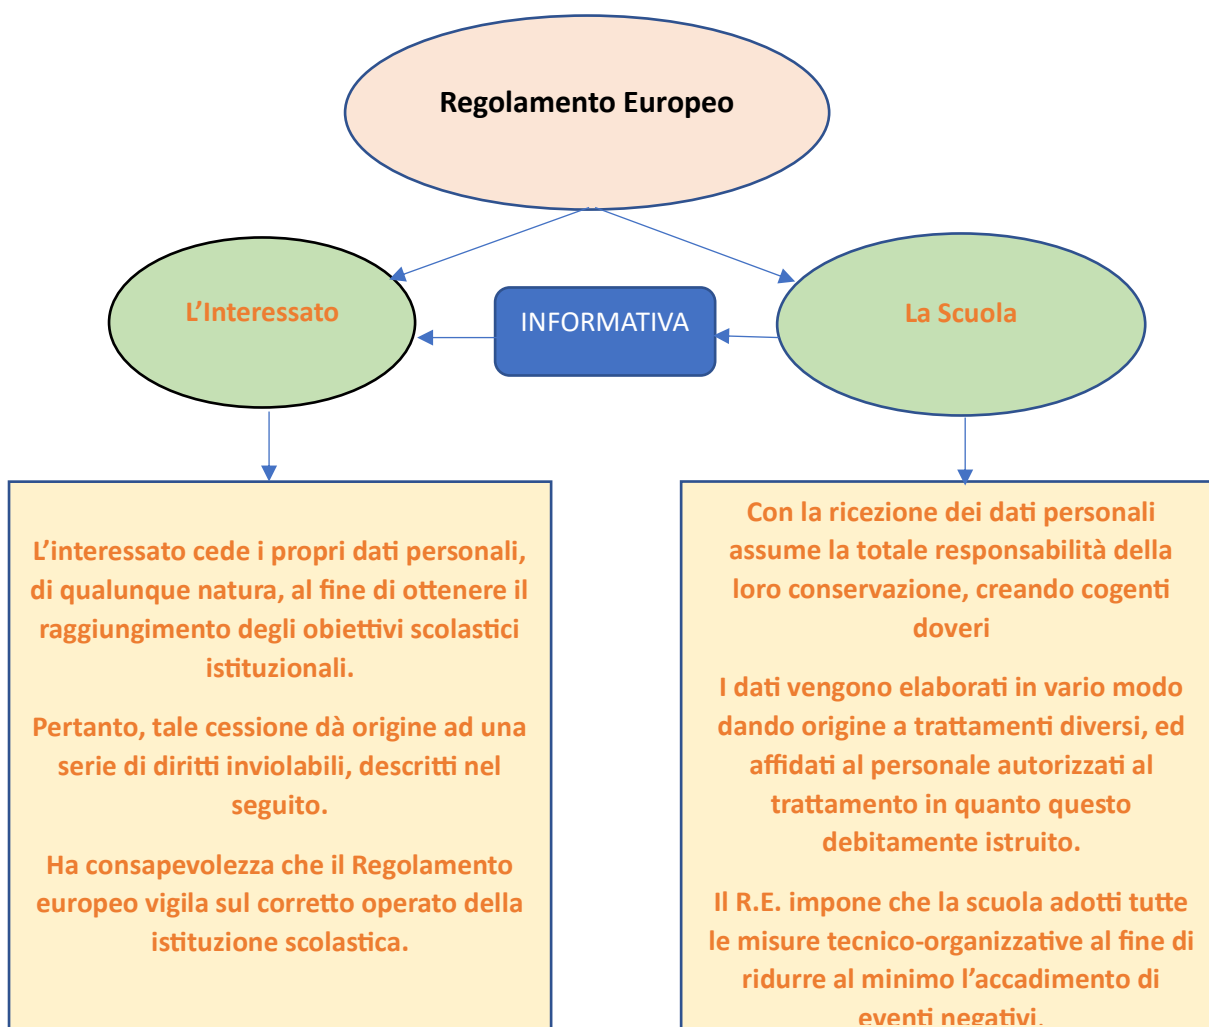 Regolamento Europeo
L’Interessato
INFORMATIVA
La Scuola
L’interessato cede i propri dati personali,
di qualunque natura, al fine di ottenere il
raggiungimento degli obiettivi scolastici
istituzionali.
Pertanto, tale cessione dà origine ad una
serie di diritti inviolabili, descritti nel
seguito.
Ha consapevolezza che il Regolamento
europeo vigila sul corretto operato della
istituzione scolastica.
Con la ricezione dei dati personali
assume la totale responsabilità della
loro conservazione, creando cogenti
doveri
I dati vengono elaborati in vario modo
dando origine a trattamenti diversi, ed
affidati al personale autorizzati al
trattamento in quanto questo
debitamente istruito.
Il R.E. impone che la scuola adotti tutte
le misure tecnico-organizzative al fine di
ridurre al minimo l’accadimento di
eventi negativi.